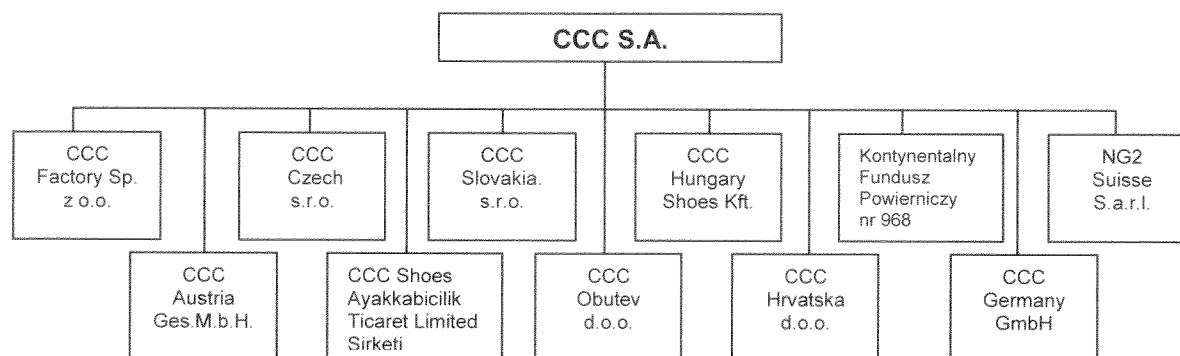 CCC S.A.
CCC
Factory Sp.
z o.o.
CCC
Czech
s.r.o.
CCC
Slovakia.
s.r.o.
CCC
Hungary
Shoes Kft.
Kontynentalny
Fundusz
Powierniczy
nr 968
NG2
Suisse
S.a.r.l.
CCC
Austria
Ges.M.b.H.
CCC Shoes
Ayakkabicilik
Ticaret Limited
Sirketi
CCC
Obutev
d.o.o.
CCC
Hrvatska
d.o.o.
CCC
Germany
GmbH